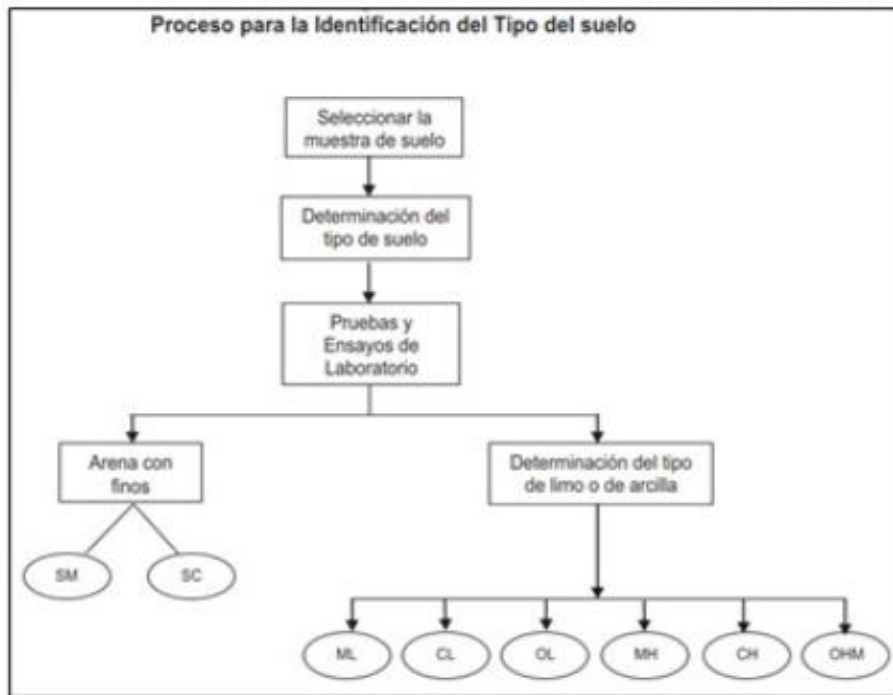 Proceso para la Identificación del Tipo del suelo
Seleccionar la
muestra de suelo
Determinación del
tipo de suelo
Pruebas y
Ensayos de
Laboratorio
Arena con
finos
Determinación del tipo
de limo o de arcilla
SM
SC
ML
CL
OL
MH
CH
OHM